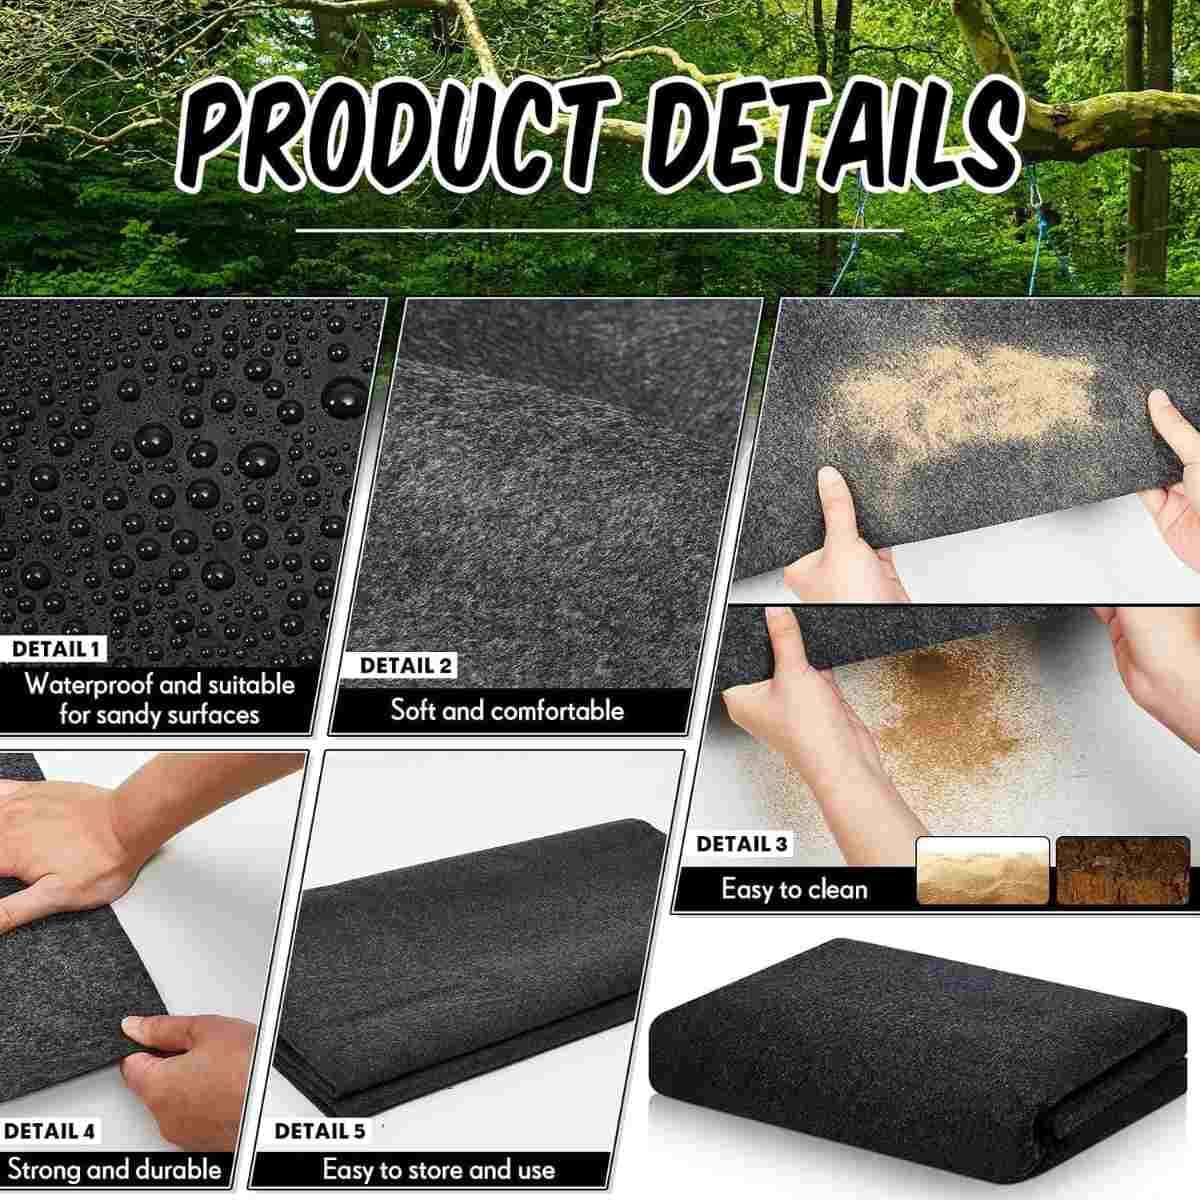 PRODUCT DETAILS
DETAIL 1
Waterproof and suitable
for sandy surfaces
DETAIL 2
Soft and comfortable
DETAIL 3
Easy to clean
DETAIL 4
Strong and durable
DETAIL 5
Easy to store and use